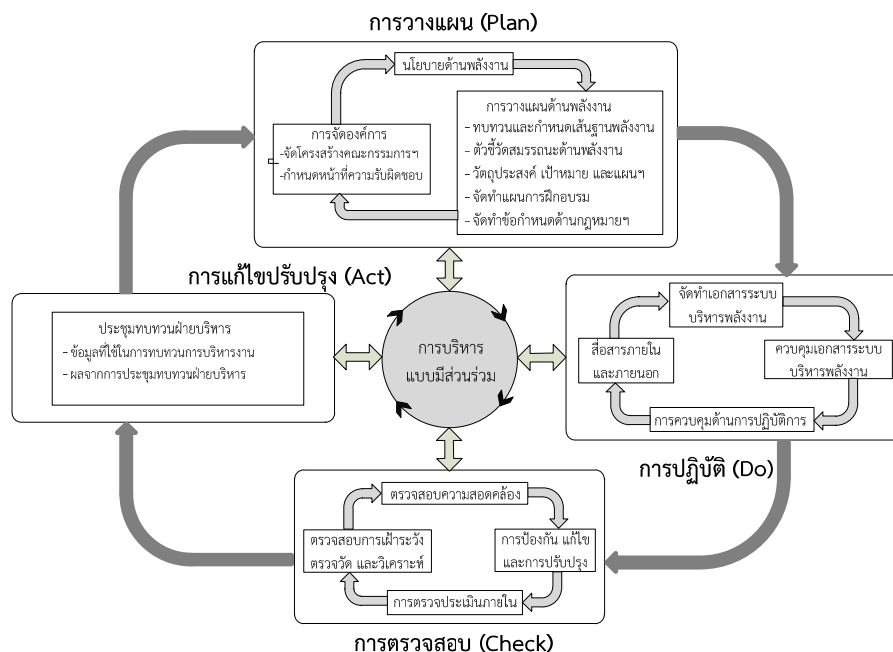 การวางแผน (Plan)
นโยบายด้านพลังงาน
การวางแผนด้านพลังงาน
- ทบทวนและกำหนดเส้นฐานพลังงาน
- ตัวชี้วัดสมรรถนะด้านพลังงาน
- วัตถุประสงค์ เป้าหมาย และแผนฯ
- จัดทำแผนการฝึกอบรม
- จัดทำข้อกำหนดด้านกฎหมายฯ
การจัดองค์การ
-จัดโครงสร้างคณะกรรมการฯ
-กำหนดหน้าที่ความรับผิดชอบ
การแก้ไขปรับปรุง (Act)
ประชุมทบทวนฝ่ายบริหาร
- ข้อมูลที่ใช้ในการทบทวนการบริหารงาน
- ผลจากการประชุมทบทวนฝ่ายบริหาร
การบริหาร
แบบมีส่วนร่วม
จัดทำเอกสารระบบ
บริหารพลังงาน
ควบคุมเอกสารระบบ
บริหารพลังงาน
สื่อสารภายใน
และภายนอก
การควบคุมด้านการปฏิบัติการ
การปฏิบัติ (Do)
ตรวจสอบความสอดคล้อง
การป้องกัน แก้ไข
และการปรับปรุง
ตรวจสอบการเฝ้าระวัง
ตรวจวัด และวิเคราะห์
การตรวจประเมินภายใน
การตรวจสอบ (Check)